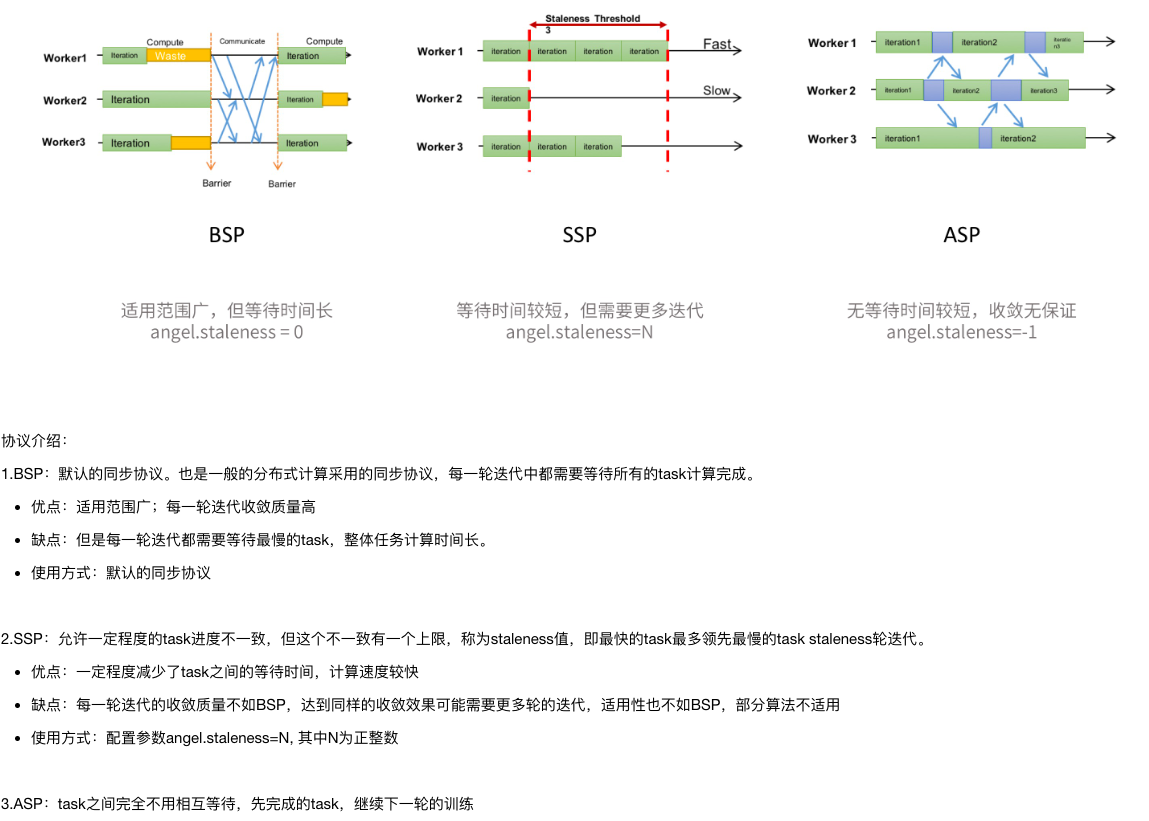 Compute
Communicate
Compute
Worker1
Iteration
Waste
Iteration
Worker2
Iteration
Iteration
Worker3
Iteration
Iteration
Barrier
Barrier
BSP
适用范围广，但等待时间长
angel.staleness = 0
Staleness Threshold
3
Worker 1
iteration
iteration
iteration
iteration
Fast
Worker 2
iteration
Slow
Worker 3
iteration
iteration
iteration
SSP
等待时间较短，但需要更多迭代
angel.staleness=N
Worker 1
iteration1
iteration2
iteratio
n3
Worker 2
iteration1
iteration2
iteration3
Worker 3
iteration1
iteration2
ASP
无等待时间较短，收敛无保证
angel.staleness=-1
协议介绍：
1.BSP：默认的同步协议。也是一般的分布式计算采用的同步协议，每一轮迭代中都需要等待所有的task计算完成。
• 优点：适用范围广；每一轮迭代收敛质量高
• 缺点：但是每一轮迭代都需要等待最慢的task，整体任务计算时间长。
• 使用方式：默认的同步协议
2.SSP：允许一定程度的task进度不一致，但这个不一致有一个上限，称为staleness值，即最快的task最多领先最慢的task staleness轮迭代。
• 优点：一定程度减少了task之间的等待时间，计算速度较快
• 缺点：每一轮迭代的收敛质量不如BSP，达到同样的收敛效果可能需要更多轮的迭代，适用性也不如BSP，部分算法不适用
• 使用方式：配置参数angel.staleness=N, 其中N为正整数
3.ASP：task之间完全不用相互等待，先完成的task，继续下一轮的训练